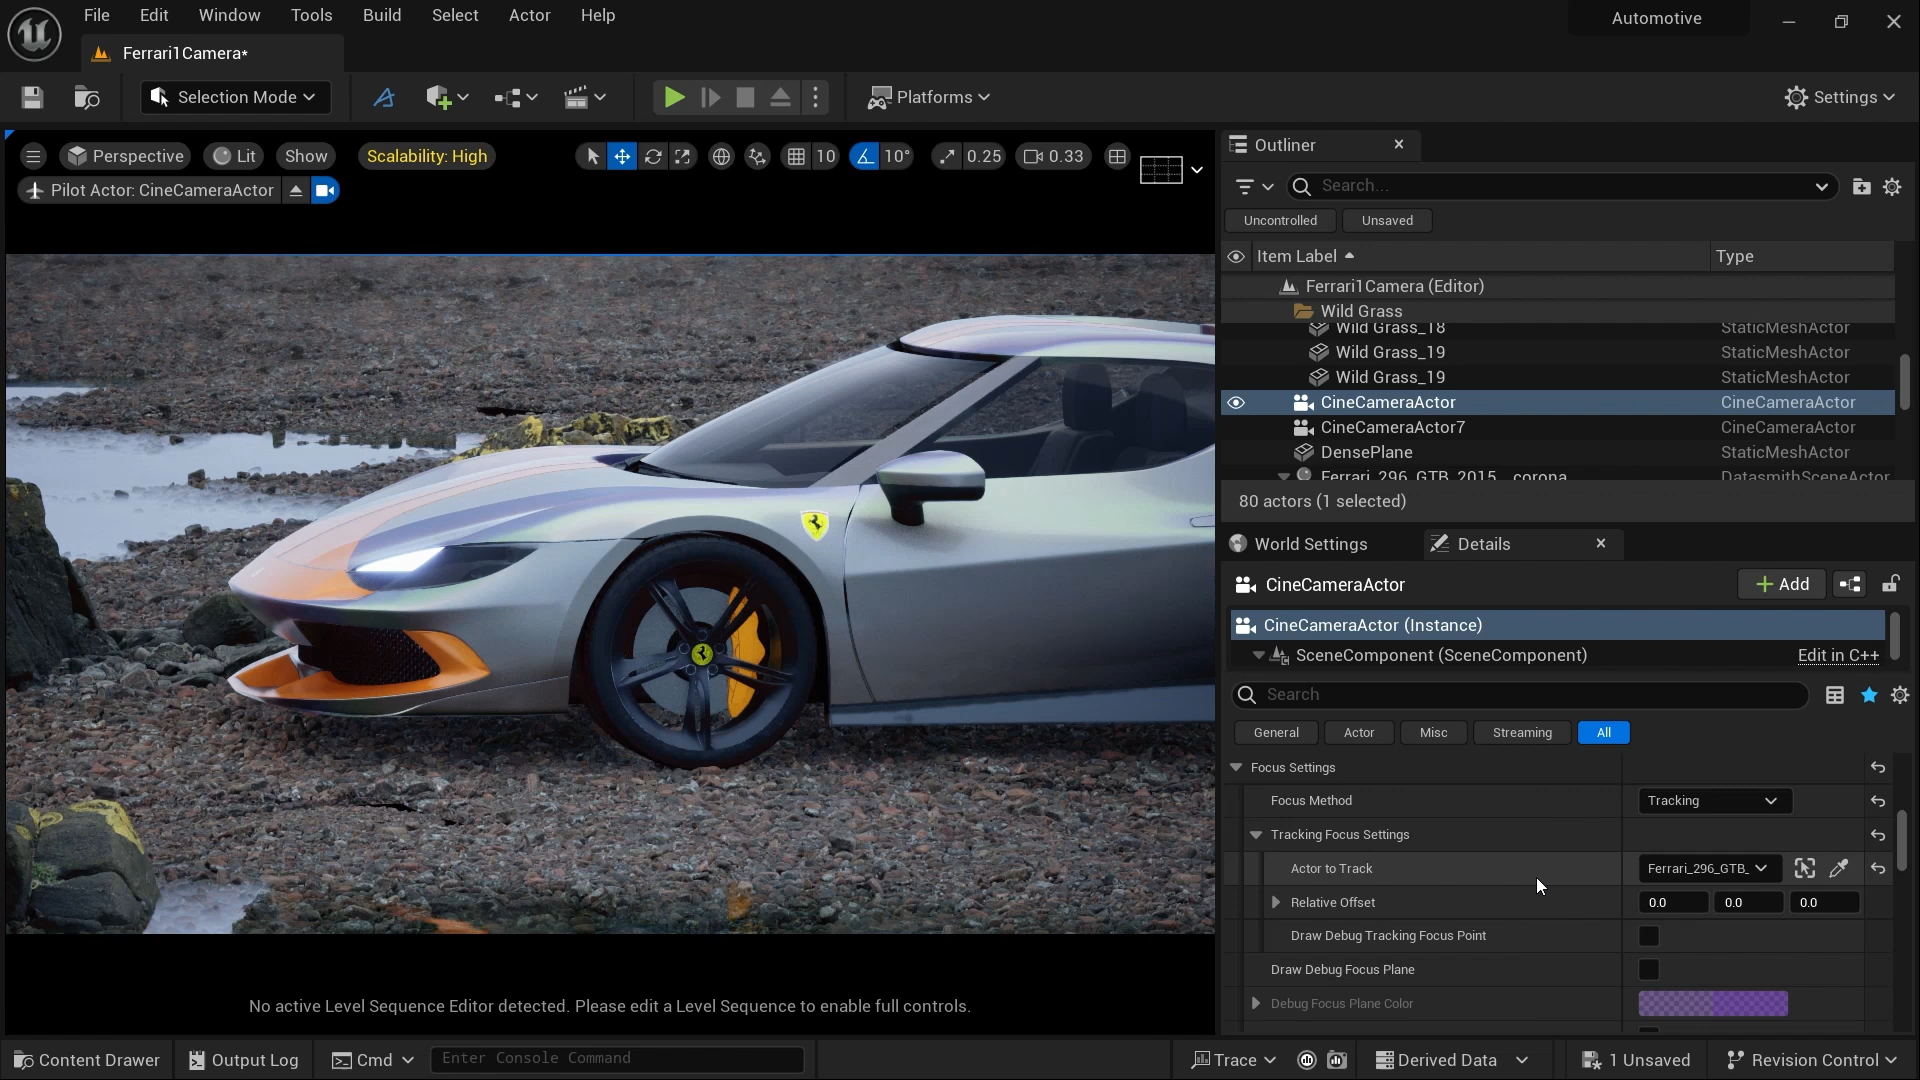 File Edit Window Tools Build Select Actor Help
Automotive
Ferrari1Camera*
Selection Mode
Platforms
Settings
Perspective Lit Show Scalability: High 10 10° 0.25 0.33
Pilot Actor: CineCameraActor
No active Level Sequence Editor detected. Please edit a Level Sequence to enable full controls.
Outliner
Search...
Uncontrolled Unsaved
Item Label Type
Ferrari1Camera (Editor)
Wild Grass
Wild Grass_18 StaticMeshActor
Wild Grass_19 StaticMeshActor
Wild Grass_19 StaticMeshActor
CineCameraActor CineCameraActor
CineCameraActor7 CineCameraActor
DensePlane StaticMeshActor
Ferrari_296_GTB_2015__corona DatasmithSceneActor
80 actors (1 selected)
World Settings Details
CineCameraActor Add
CineCameraActor (Instance)
SceneComponent (SceneComponent) Edit in C++
Search
General Actor Misc Streaming All
Focus Settings
Focus Method Tracking
Tracking Focus Settings
Actor to Track Ferrari_296_GTB_
Relative Offset 0.0 0.0 0.0
Draw Debug Tracking Focus Point
Draw Debug Focus Plane
Debug Focus Plane Color
Content Drawer Output Log Cmd Enter Console Command Trace Derived Data 1 Unsaved Revision Control